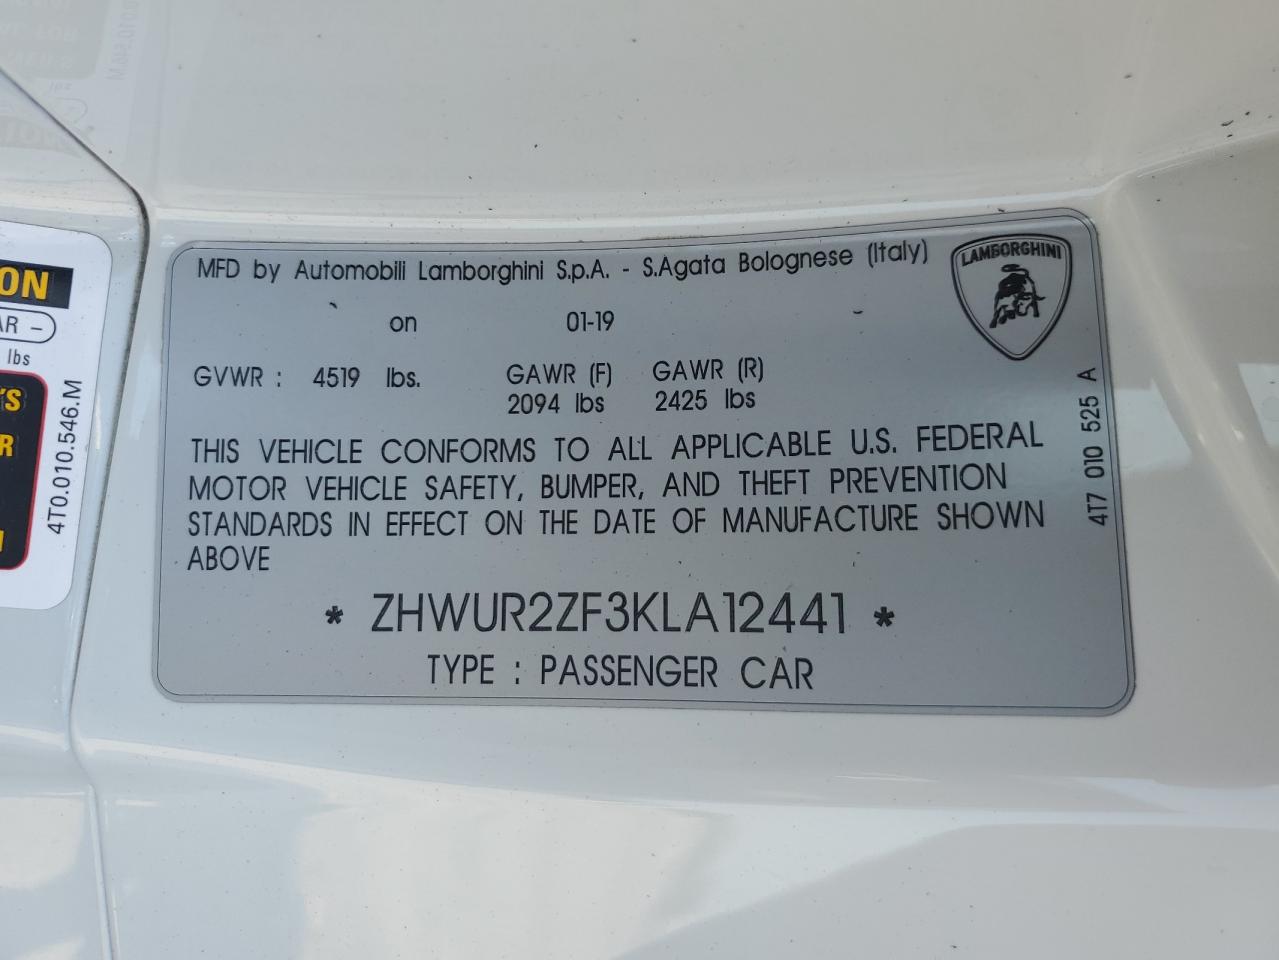 MFD by Automobili Lamborghini S.p.A. - S.Agata Bolognese (Italy)
LAMBORGHINI
on 01-19
GVWR : 4519 lbs. GAWR (F) GAWR (R)
2094 lbs 2425 lbs
THIS VEHICLE CONFORMS TO ALL APPLICABLE U.S. FEDERAL
MOTOR VEHICLE SAFETY, BUMPER, AND THEFT PREVENTION
STANDARDS IN EFFECT ON THE DATE OF MANUFACTURE SHOWN
ABOVE
* ZHWUR2ZF3KLA12441 *
TYPE : PASSENGER CAR
4T7 010 525 A
ON
AR -
lbs
'S
R
4T0.010.546.M